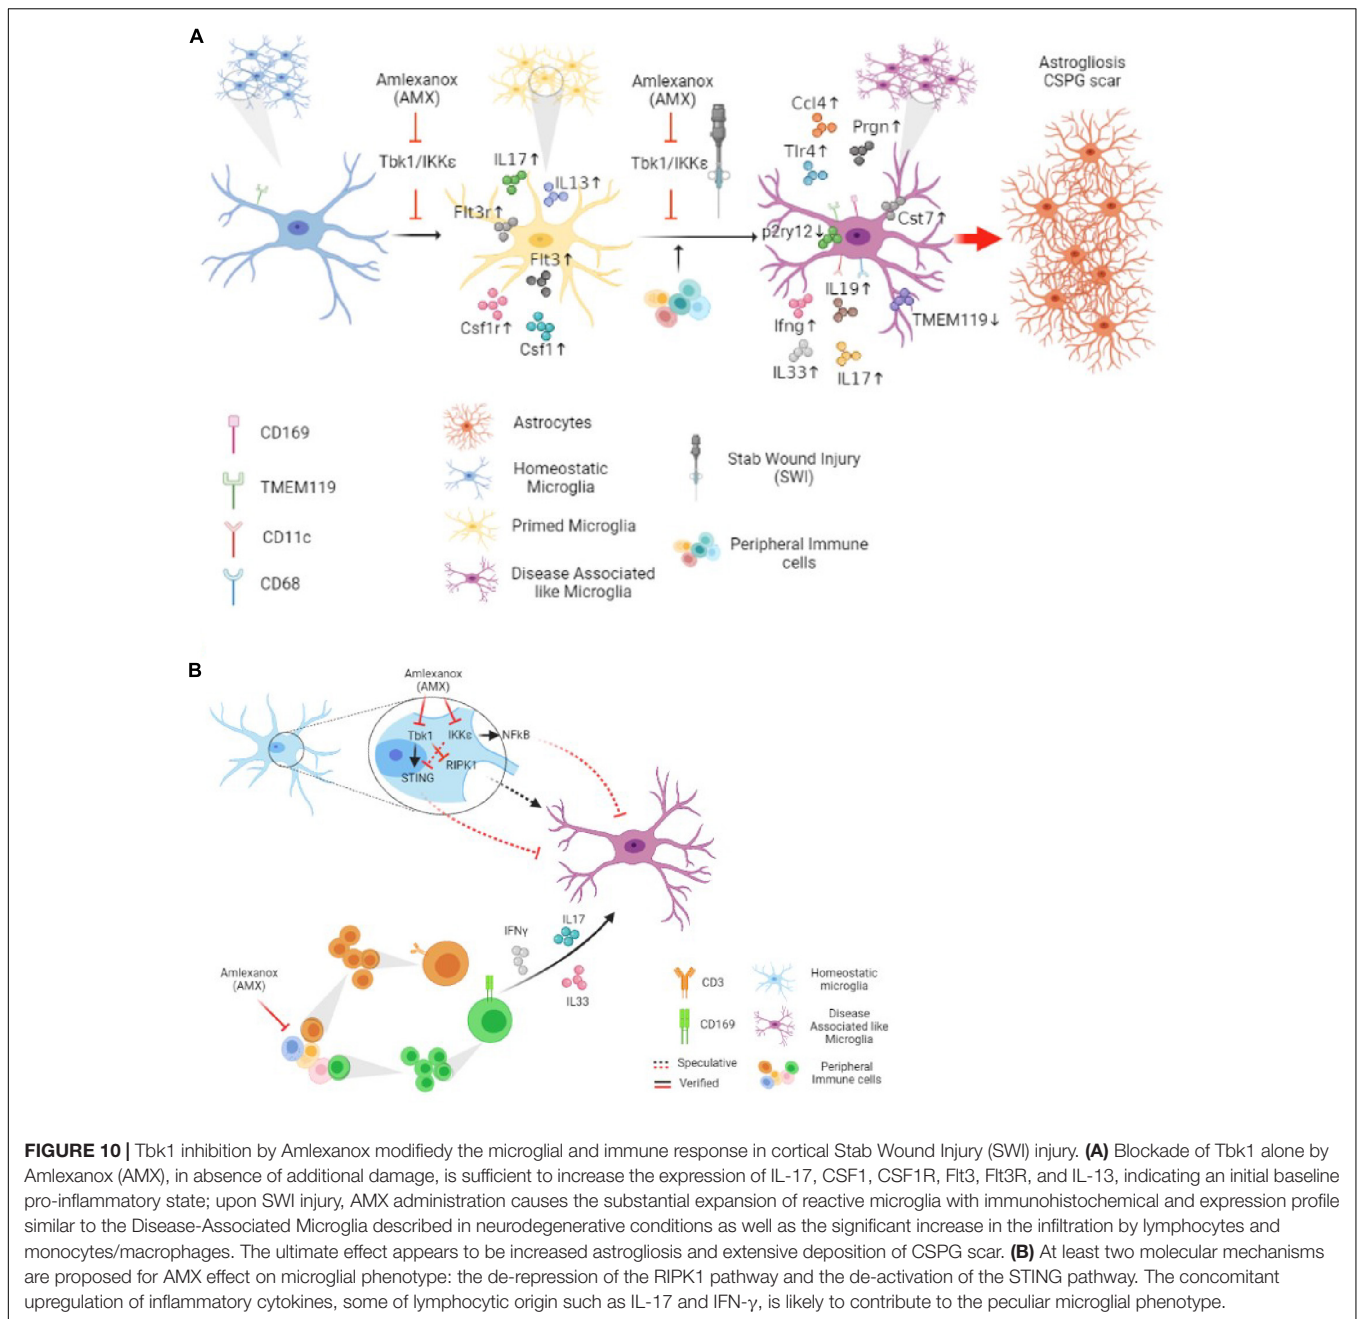 A
Amlexanox
(AMX)
Tbk1/IKKε
Amlexanox
(AMX)
Tbk1/IKKε
Astrogliosis
CSPG scar
IL17↑
IL13↑
Flt3r↑
Flt3↑
Csf1r↑
Csf1↑
Ccl4↑
Prgn↑
Tlr4↑
Cst7↑
p2ry12↓
IL19↑
Ifng↑
TMEM119↓
IL33↑
IL17↑
CD169
TMEM119
CD11c
CD68
Astrocytes
Homeostatic
Microglia
Primed Microglia
Disease Associated
like Microglia
Stab Wound Injury
(SWI)
Peripheral Immune
cells
B
Amlexanox
(AMX)
Tbk1
IKKε
NFkB
RIPK1
STING
IFNγ
IL17
IL33
Amlexanox
(AMX)
CD3
CD169
Speculative
Verified
Homeostatic
microglia
Disease
Associated like
Microglia
Peripheral
Immune cells
FIGURE 10 | Tbk1 inhibition by Amlexanox modifiedy the microglial and immune response in cortical Stab Wound Injury (SWI) injury. (A) Blockade of Tbk1 alone by
Amlexanox (AMX), in absence of additional damage, is sufficient to increase the expression of IL-17, CSF1, CSF1R, Flt3, Flt3R, and IL-13, indicating an initial baseline
pro-inflammatory state; upon SWI injury, AMX administration causes the substantial expansion of reactive microglia with immunohistochemical and expression profile
similar to the Disease-Associated Microglia described in neurodegenerative conditions as well as the significant increase in the infiltration by lymphocytes and
monocytes/macrophages. The ultimate effect appears to be increased astrogliosis and extensive deposition of CSPG scar. (B) At least two molecular mechanisms
are proposed for AMX effect on microglial phenotype: the de-repression of the RIPK1 pathway and the de-activation of the STING pathway. The concomitant
upregulation of inflammatory cytokines, some of lymphocytic origin such as IL-17 and IFN-γ, is likely to contribute to the peculiar microglial phenotype.